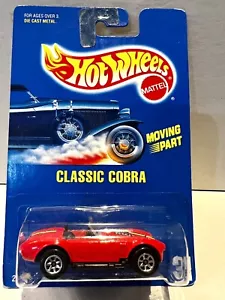 FOR AGES OVER 3
DIE CAST METAL.
HOT WHEELS
MATTEL
MOVING
PART
CLASSIC COBRA